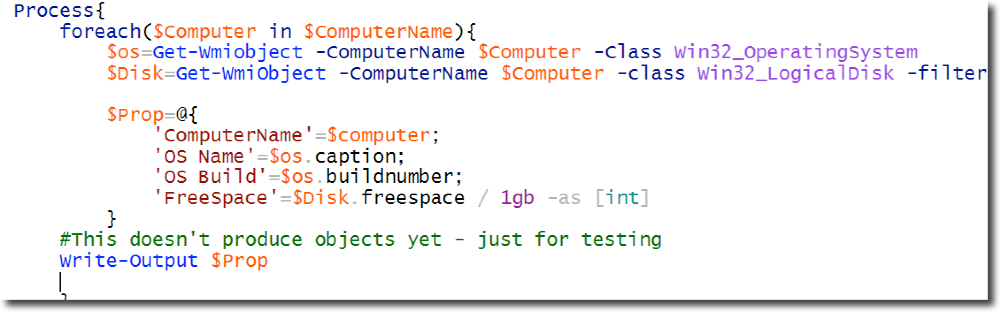 Process{
    foreach($Computer in $ComputerName){
        $os=Get-Wmiobject -ComputerName $Computer -Class Win32_OperatingSystem
        $Disk=Get-WmiObject -ComputerName $Computer -class Win32_LogicalDisk -filter

        $Prop=@{
            'ComputerName'=$computer;
            'OS Name'=$os.caption;
            'OS Build'=$os.buildnumber;
            'FreeSpace'=$Disk.freespace / 1gb -as [int]
        }
    #This doesn't produce objects yet - just for testing
    Write-Output $Prop

    }